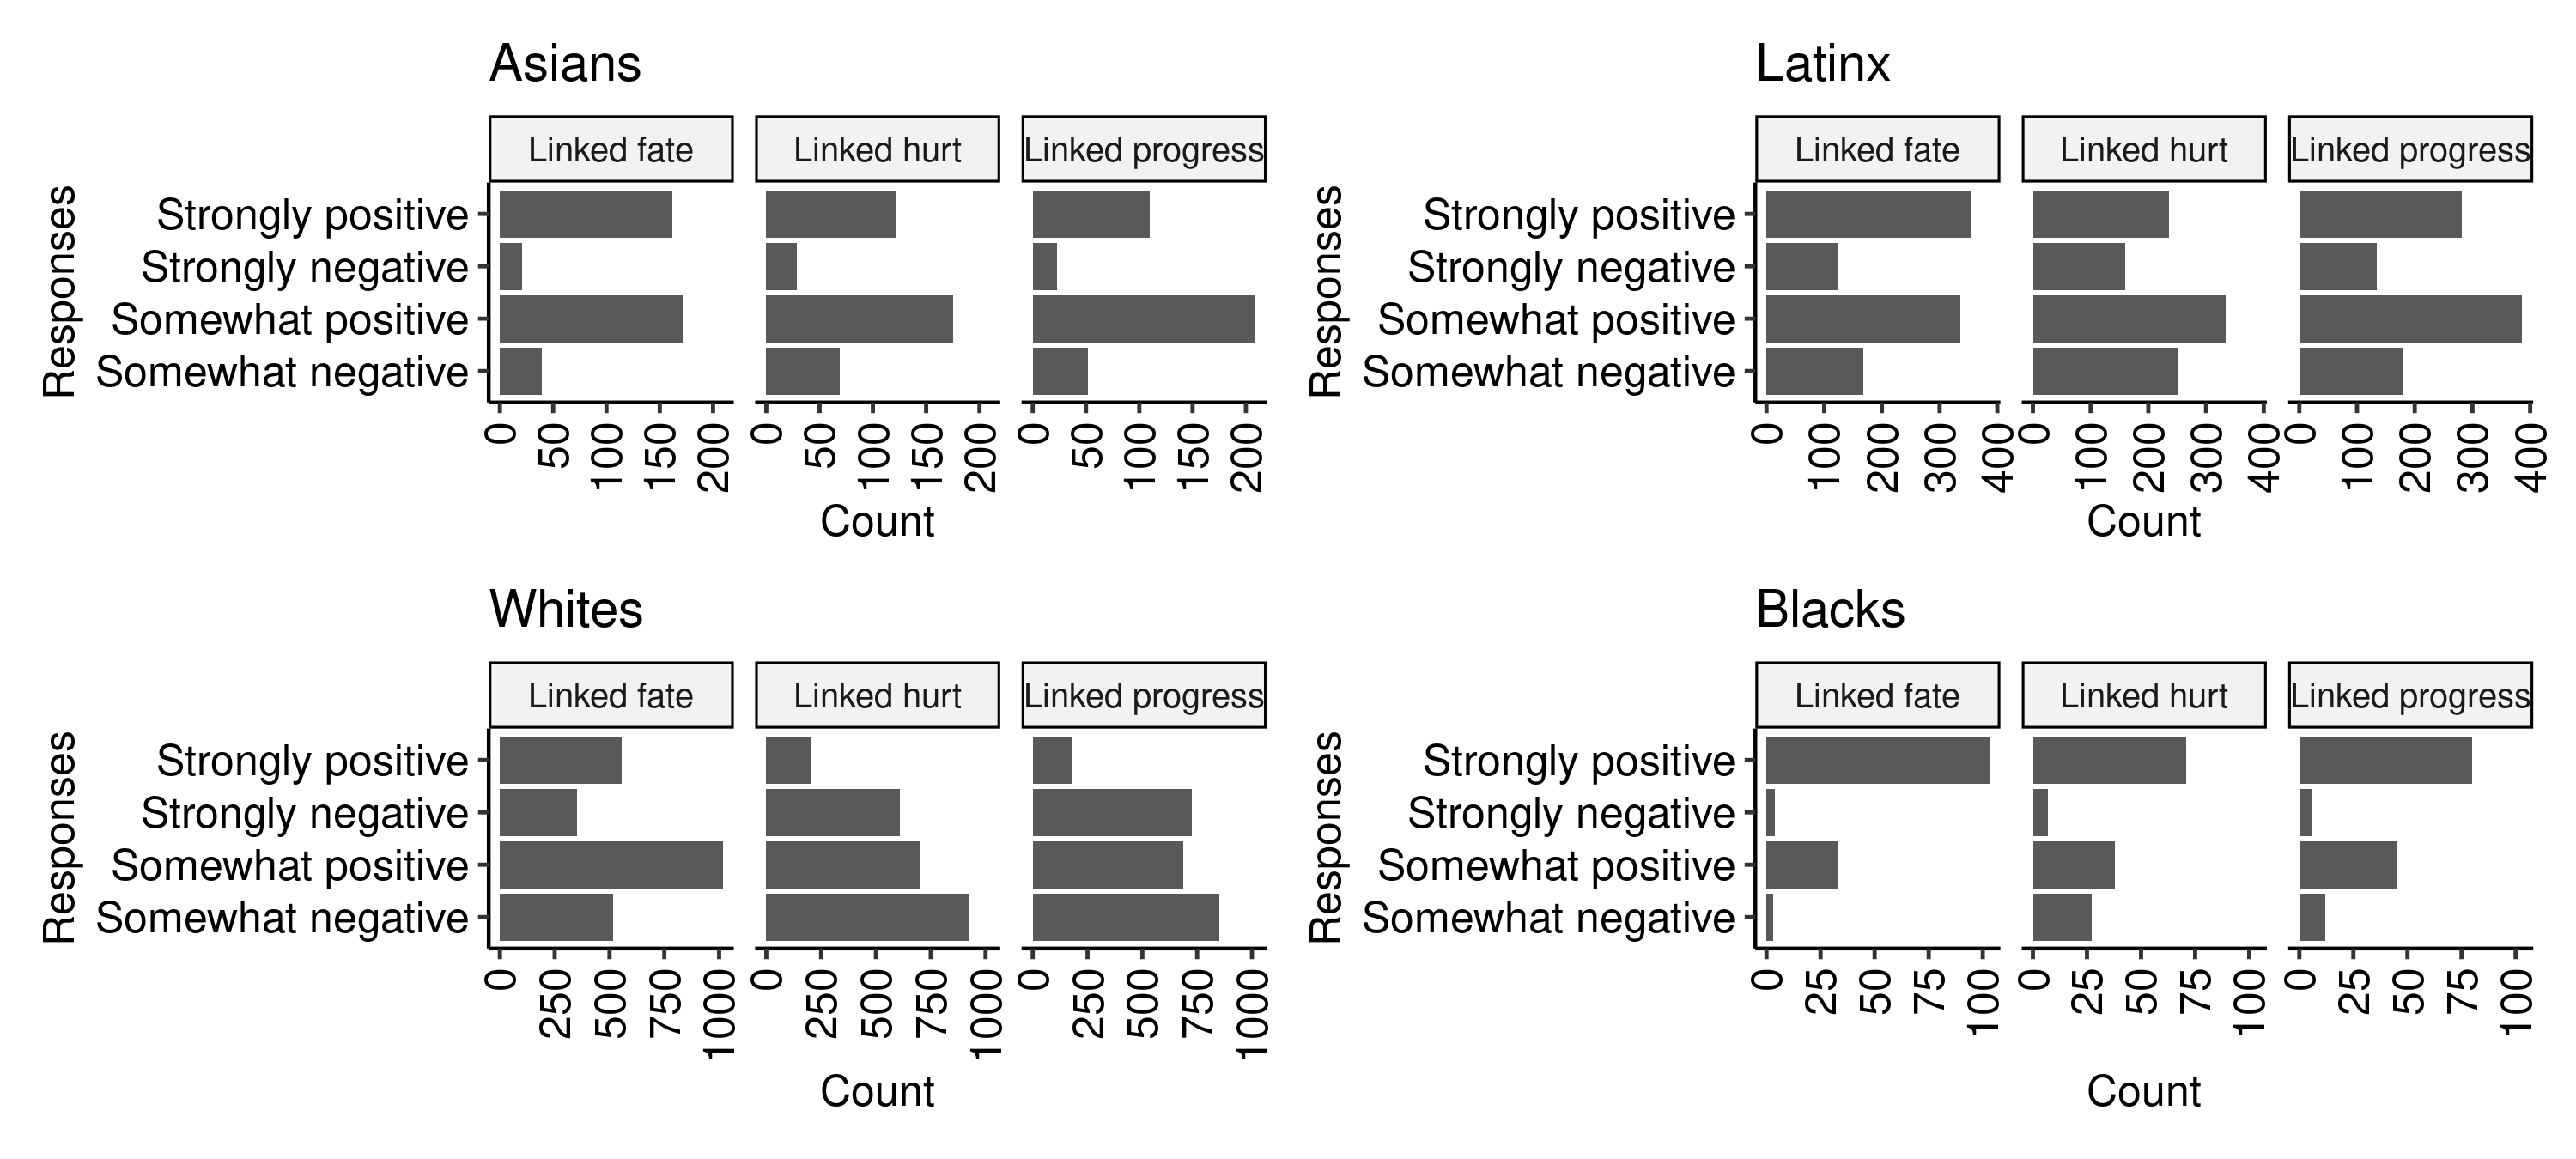 Asians
Linked fate
Linked hurt
Linked progress
Responses
Strongly positive
Strongly negative
Somewhat positive
Somewhat negative
0 50 100 150 200
0 50 100 150 200
0 50 100 150 200
Count
Latinx
Linked fate
Linked hurt
Linked progress
Responses
Strongly positive
Strongly negative
Somewhat positive
Somewhat negative
0 100 200 300 400
0 100 200 300 400
0 100 200 300 400
Count
Whites
Linked fate
Linked hurt
Linked progress
Responses
Strongly positive
Strongly negative
Somewhat positive
Somewhat negative
0 250 500 750 1000
0 250 500 750 1000
0 250 500 750 1000
Count
Blacks
Linked fate
Linked hurt
Linked progress
Responses
Strongly positive
Strongly negative
Somewhat positive
Somewhat negative
0 25 50 75 100
0 25 50 75 100
0 25 50 75 100
Count